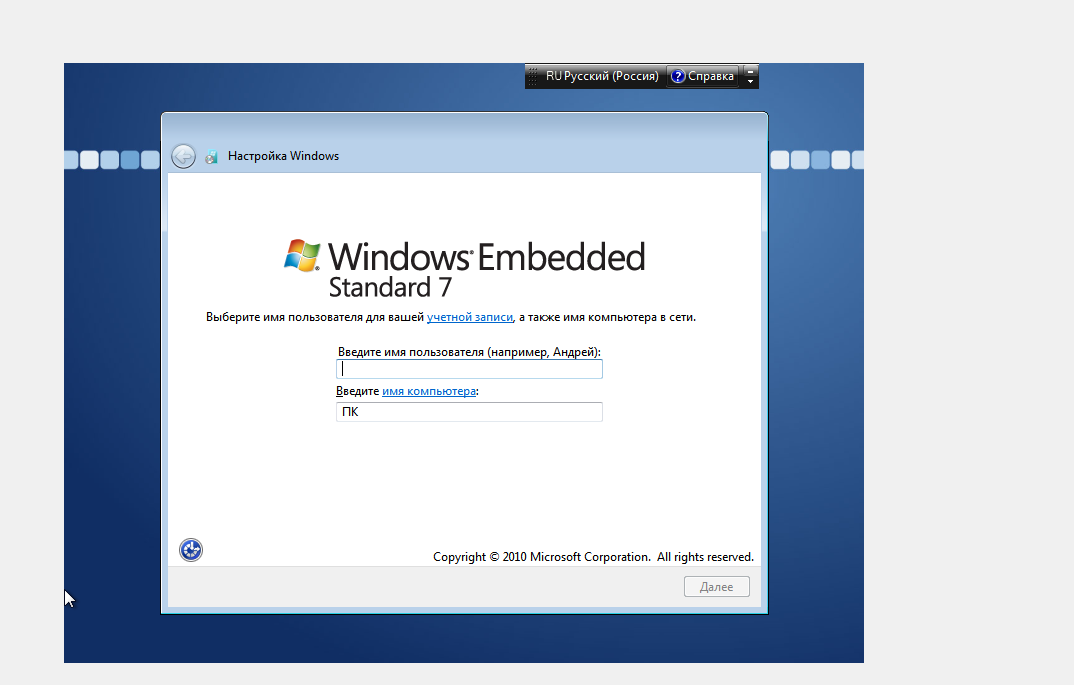 RU Русский (Россия) ? Справка
Настройка Windows
Windows® Embedded
Standard 7
Выберите имя пользователя для вашей учетной записи, а также имя компьютера в сети.
Введите имя пользователя (например, Андрей):
Введите имя компьютера:
ПК
Copyright © 2010 Microsoft Corporation. All rights reserved.
Далее